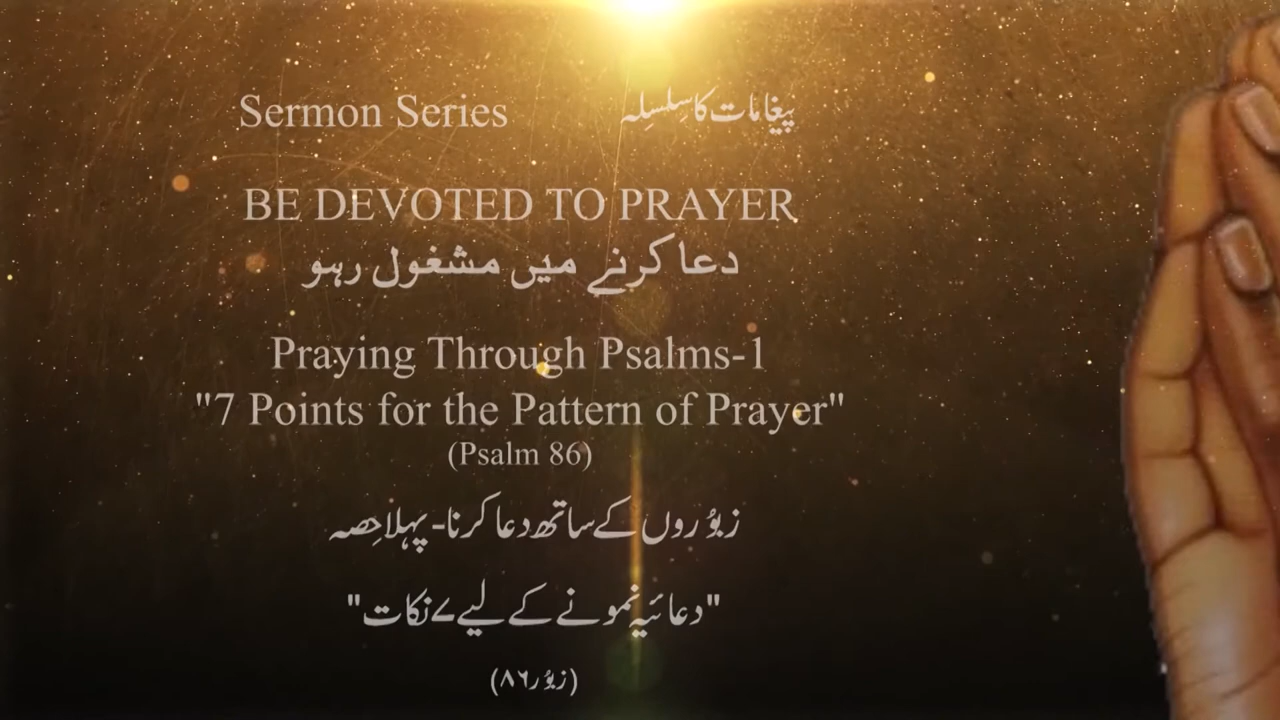 Sermon Series پیغامات کا سِلسِلہ
BE DEVOTED TO PRAYER
دعا کرنے میں مشغول رہو
Praying Through Psalms-1
"7 Points for the Pattern of Prayer"
(Psalm 86)
زبُوروں کے ساتھ دعا کرنا - پہلا حِصہ
"دعائیہ نمونے کے لیے ۷ نکات"
(زبُور ۸۶)